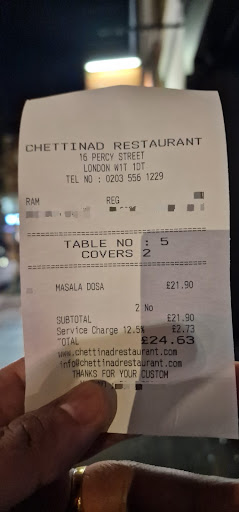 CHETTINAD RESTAURANT
16 PERCY STREET
LONDON W1T 1DT
TEL NO : 0203 556 1229
RAM REG
TABLE NO : 5
COVERS 2
MASALA DOSA £21.90
2 No
SUBTOTAL £21.90
Service Charge 12.5% £2.73
TOTAL £24.63
www.chettinadrestaurant.com
info@chettinadrestaurant.com
THANKS FOR YOUR CUSTOM